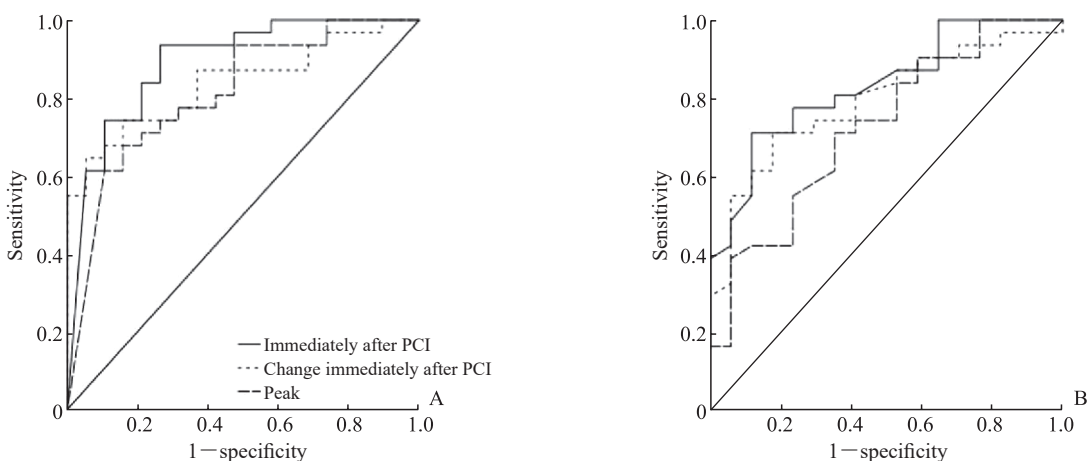 1.0
0.8
0.6
0.4
0.2
0
Sensitivity
0.2 0.4 0.6 0.8 1.0
1－specificity
Immediately after PCI
Change immediately after PCI
Peak
A
1.0
0.8
0.6
0.4
0.2
0
Sensitivity
0.2 0.4 0.6 0.8 1.0
1－specificity
B